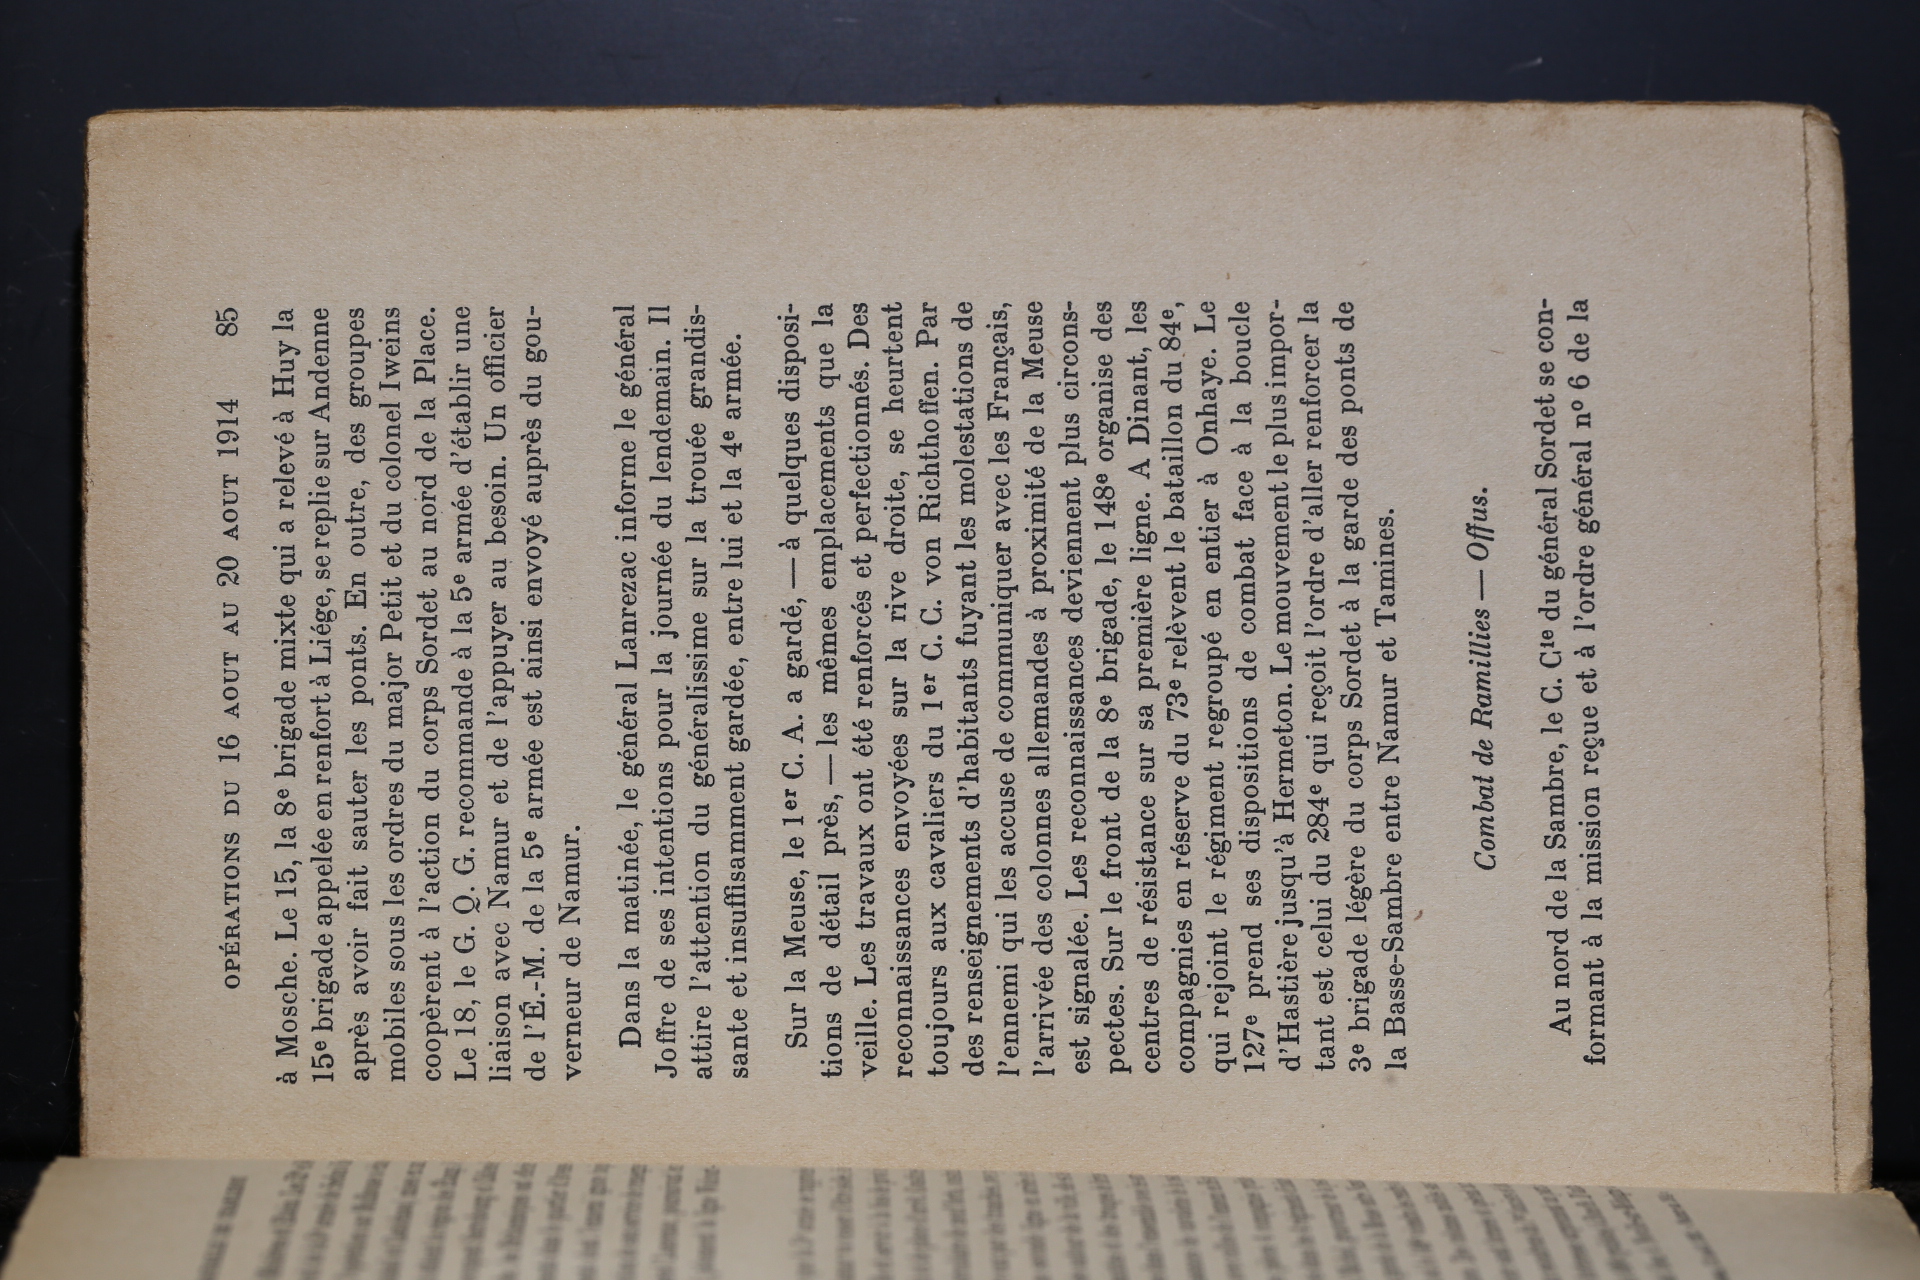 OPÉRATIONS DU 16 AOUT AU 20 AOUT 1914 85
à Mosche. Le 15, la 8e brigade mixte qui a relevé à Huy la
15e brigade appelée en renfort à Liége, se replie sur Andenne
après avoir fait sauter les ponts. En outre, des groupes
mobiles sous les ordres du major Petit et du colonel Iweins
coopèrent à l'action du corps Sordet au nord de la Place.
Le 18, le G. Q. G. recommande à la 5e armée d'établir une
liaison avec Namur et de l'appuyer au besoin. Un officier
de l'É.-M. de la 5e armée est ainsi envoyé auprès du gou-
verneur de Namur.
Dans la matinée, le général Lanrezac informe le général
Joffre de ses intentions pour la journée du lendemain. Il
attire l'attention du généralissime sur la trouée grandis-
sante et insuffisamment gardée, entre lui et la 4e armée.
Sur la Meuse, le 1er C. A. a gardé, — à quelques disposi-
tions de détail près, — les mêmes emplacements que la
veille. Les travaux ont été renforcés et perfectionnés. Des
reconnaissances envoyées sur la rive droite, se heurtent
toujours aux cavaliers du 1er C. C. von Richthoffen. Par
des renseignements d'habitants fuyant les molestations de
l'ennemi qui les accuse de communiquer avec les Français,
l'arrivée des colonnes allemandes à proximité de la Meuse
est signalée. Les reconnaissances deviennent plus circons-
pectes. Sur le front de la 8e brigade, le 148e organise des
centres de résistance sur sa première ligne. A Dinant, les
compagnies en réserve du 73e relèvent le bataillon du 84e,
qui rejoint le régiment regroupé en entier à Onhaye. Le
127e prend ses dispositions de combat face à la boucle
d'Hastière jusqu'à Hermeton. Le mouvement le plus impor-
tant est celui du 284e qui reçoit l'ordre d'aller renforcer la
3e brigade légère du corps Sordet à la garde des ponts de
la Basse-Sambre entre Namur et Tamines.
Combat de Ramillies — Offus.
Au nord de la Sambre, le C. C1e du général Sordet se con-
formant à la mission reçue et à l'ordre général nº 6 de la